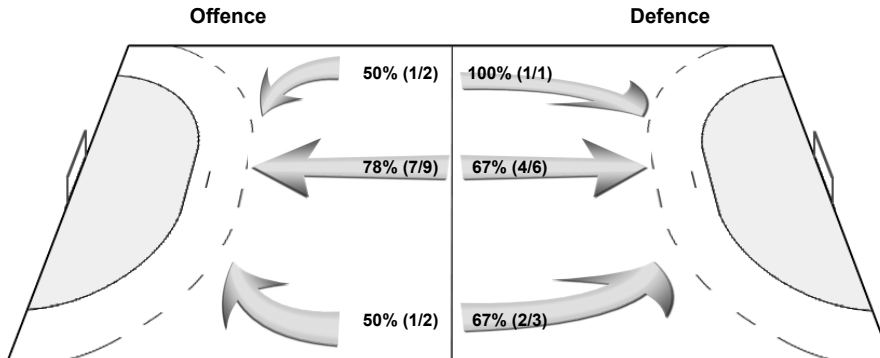 Offence Defence
50% (1/2) 100% (1/1)
78% (7/9) 67% (4/6)
50% (1/2) 67% (2/3)